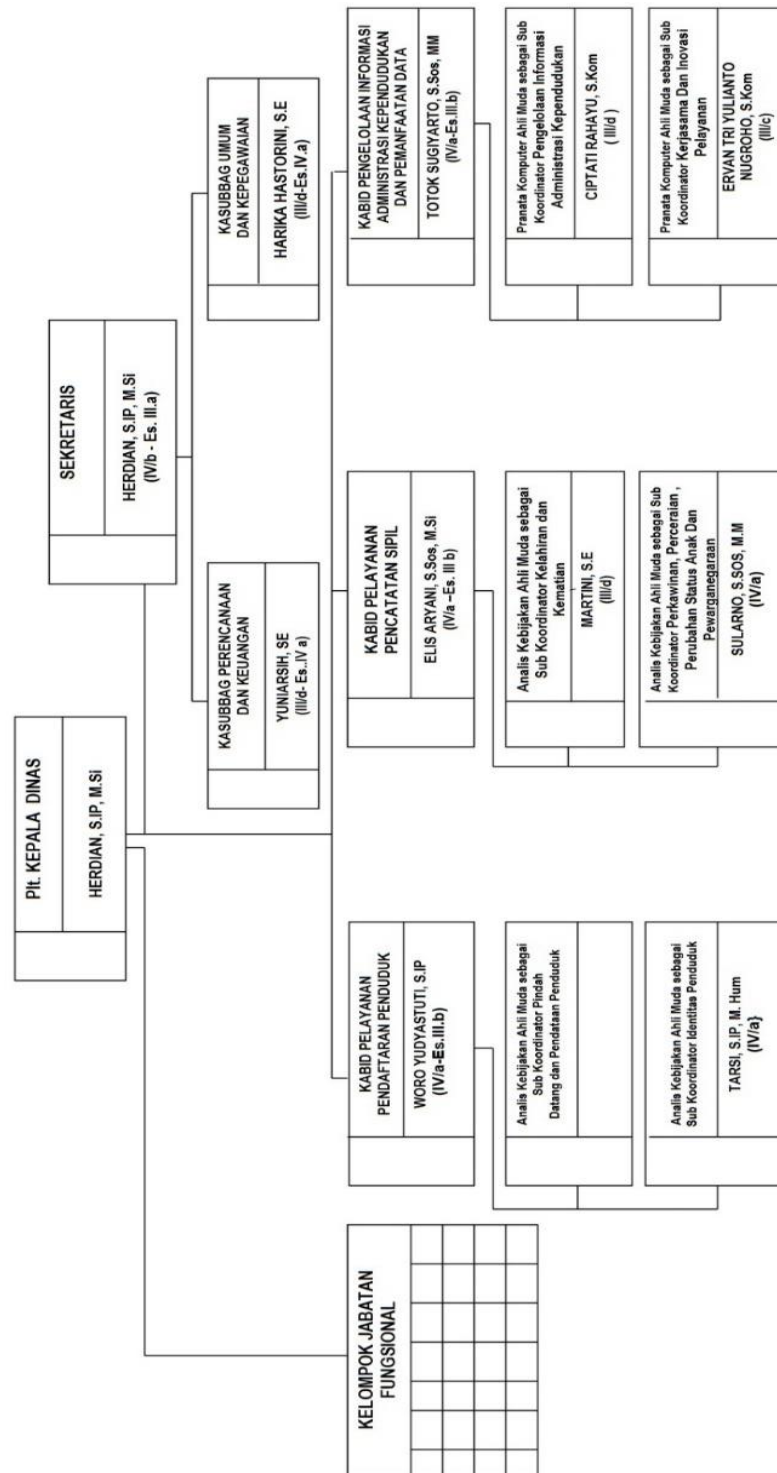 Plt. KEPALA DINAS
HERDIAN, S.IP, M.Si
SEKRETARIS
HERDIAN, S.IP, M.Si
(IV/b - Es. III.a)
KASUBBAG PERENCANAAN
DAN KEUANGAN
YUNIARSIH, SE
(III/d- Es..IV a)
KASUBBAG UMUM
DAN KEPEGAWAIAN
HARIKA HASTORINI, S.E
(III/d-Es.IV.a)
KELOMPOK JABATAN
FUNGSIONAL
KABID PELAYANAN
PENDAFTARAN PENDUDUK
WORO YUDYASTUTI, S.IP
(IV/a-Es.III.b)
Analis Kebijakan Ahli Muda sebagai
Sub Koordinator Pindah
Datang dan Pendataan Penduduk
Analis Kebijakan Ahli Muda sebagai
Sub Koordinator Identitas Penduduk
TARSI, S.IP, M. Hum
(IV/a}
KABID PELAYANAN
PENCATATAN SIPIL
ELIS ARYANI, S.Sos, M.Si
(IV/a –Es. III b)
Analis Kebijakan Ahli Muda sebagai
Sub Koordinator Kelahiran dan
Kematian
MARTINI, S.E
(III/d)
Analis Kebijakan Ahli Muda sebagai Sub
Koordinator Perkawinan, Perceraian ,
Perubahan Status Anak Dan
Pewarganegaraan
SULARNO, S.SOS, M.M
(IV/a)
KABID PENGELOLAAN INFORMASI
ADMINISTRASI KEPENDUDUKAN
DAN PEMANFAATAN DATA
TOTOK SUGIYARTO, S.Sos, MM
(IV/a-Es.III.b)
Pranata Komputer Ahli Muda sebagai Sub
Koordinator Pengelolaan Informasi
Administrasi Kependudukan
CIPTATI RAHAYU, S.Kom
( III/d )
Pranata Komputer Ahli Muda sebagai Sub
Koordinator Kerjasama Dan Inovasi
Pelayanan
ERVAN TRI YULIANTO
NUGROHO, S.Kom
(III/c)